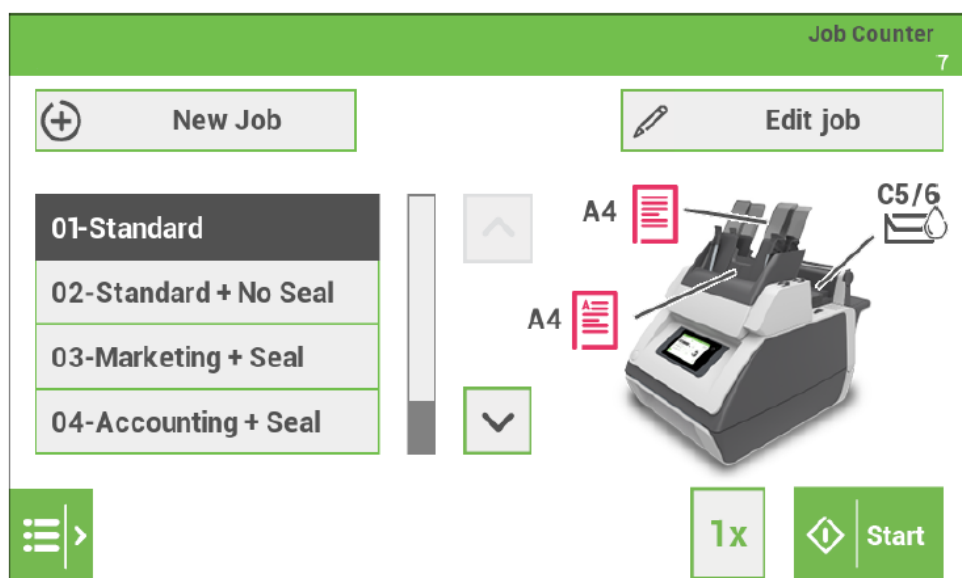 Job Counter
7
New Job
Edit job
01-Standard
02-Standard + No Seal
03-Marketing + Seal
04-Accounting + Seal
A4
C5/6
A4
1x
Start